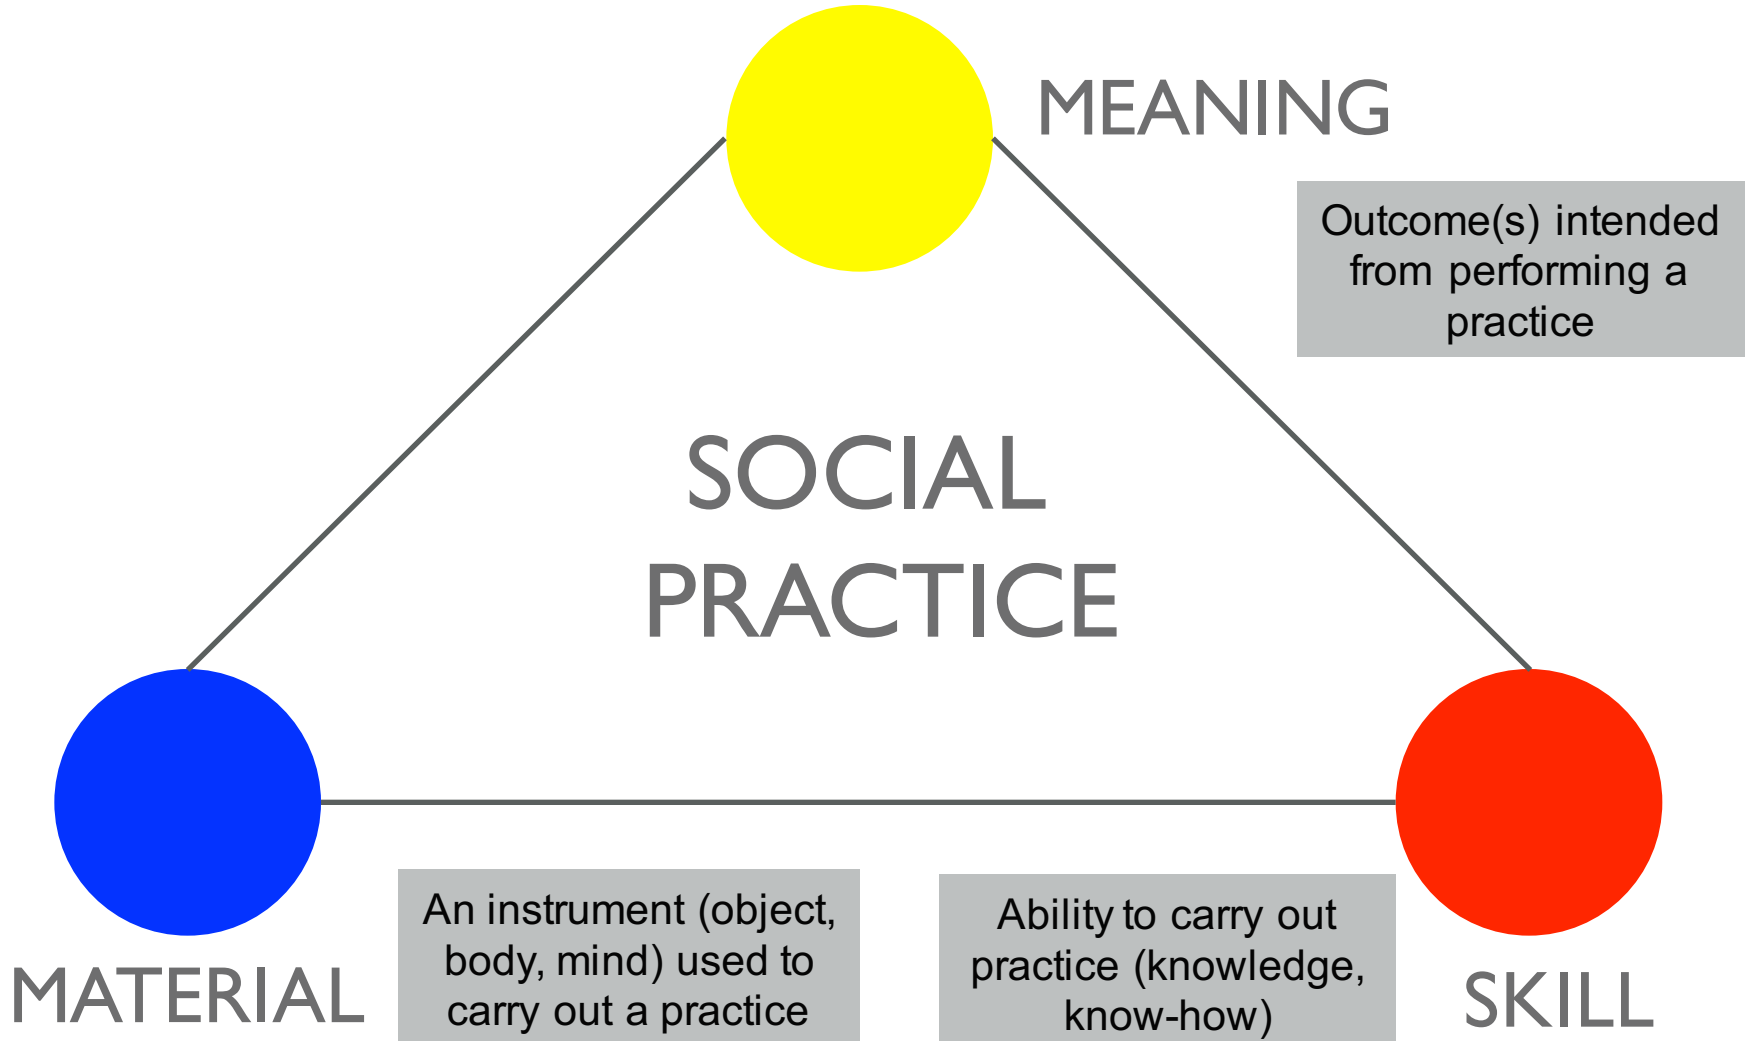 MEANING
Outcome(s) intended
from performing a
practice
SOCIAL
PRACTICE
MATERIAL
An instrument (object,
body, mind) used to
carry out a practice
Ability to carry out
practice (knowledge,
know-how)
SKILL